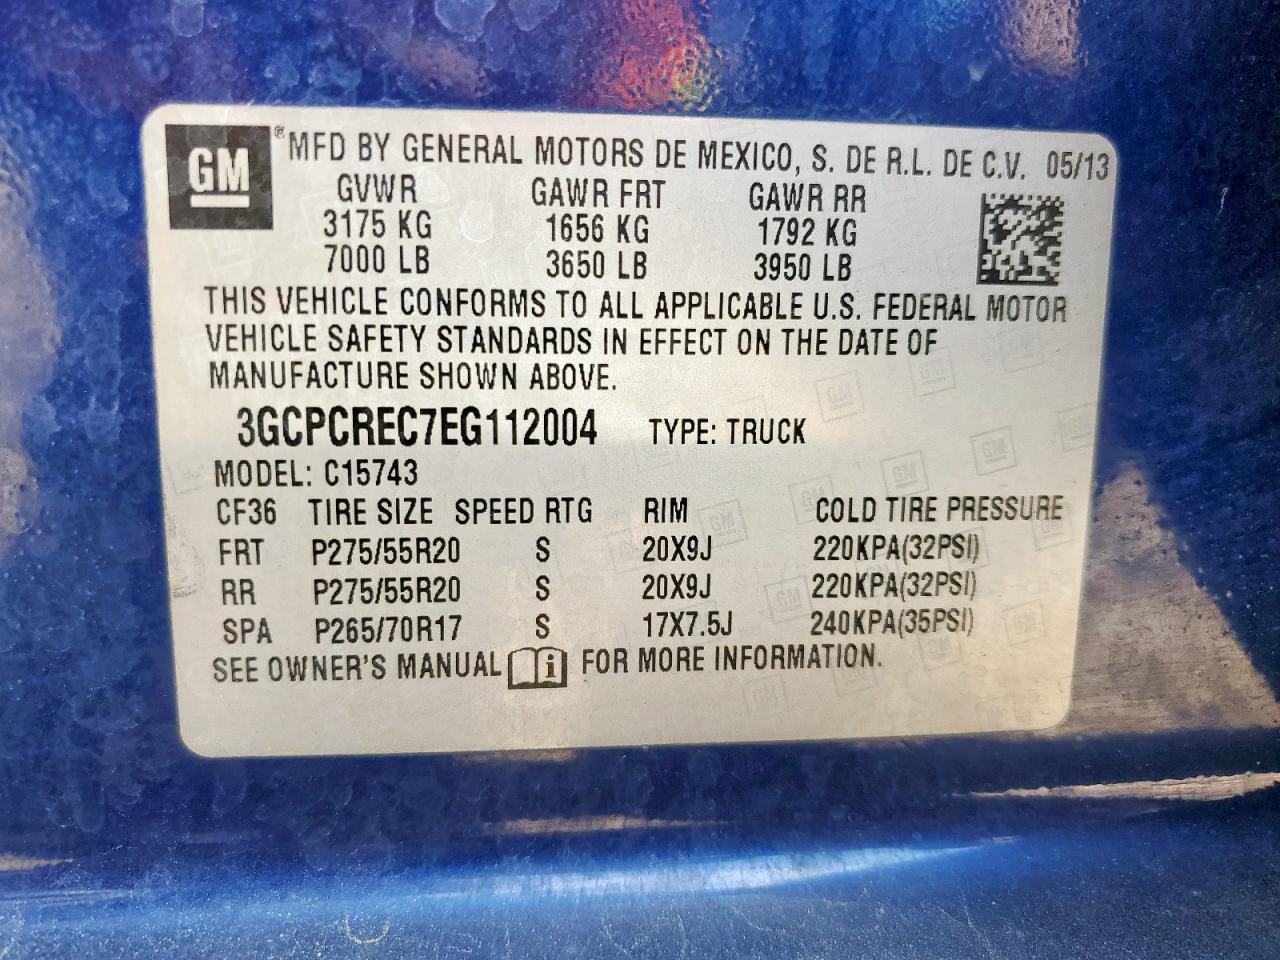 GM® MFD BY GENERAL MOTORS DE MEXICO, S. DE R.L. DE C.V. 05/13
GVWR GAWR FRT GAWR RR
3175 KG 1656 KG 1792 KG
7000 LB 3650 LB 3950 LB
THIS VEHICLE CONFORMS TO ALL APPLICABLE U.S. FEDERAL MOTOR
VEHICLE SAFETY STANDARDS IN EFFECT ON THE DATE OF
MANUFACTURE SHOWN ABOVE.
3GCPCREC7EG112004 TYPE: TRUCK
MODEL: C15743
CF36 TIRE SIZE SPEED RTG RIM COLD TIRE PRESSURE
FRT P275/55R20 S 20X9J 220KPA(32PSI)
RR P275/55R20 S 20X9J 220KPA(32PSI)
SPA P265/70R17 S 17X7.5J 240KPA(35PSI)
SEE OWNER'S MANUAL i FOR MORE INFORMATION.